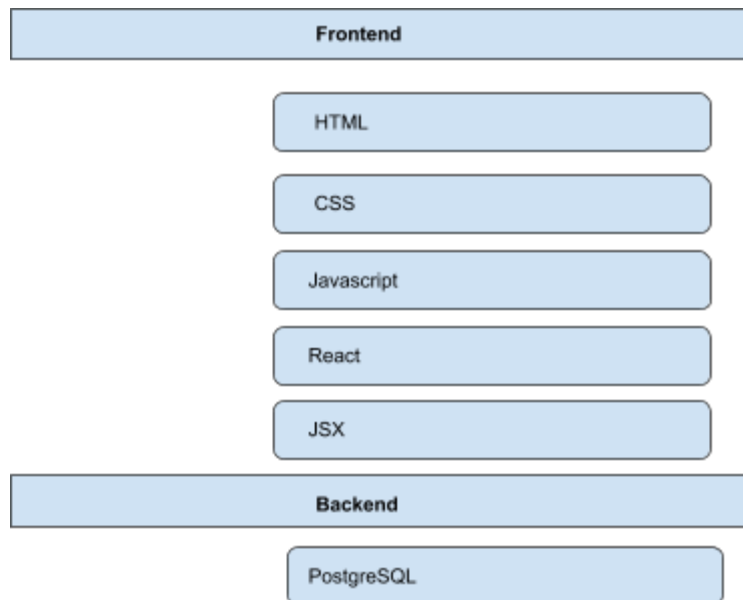 Frontend
HTML
CSS
Javascript
React
JSX
Backend
PostgreSQL